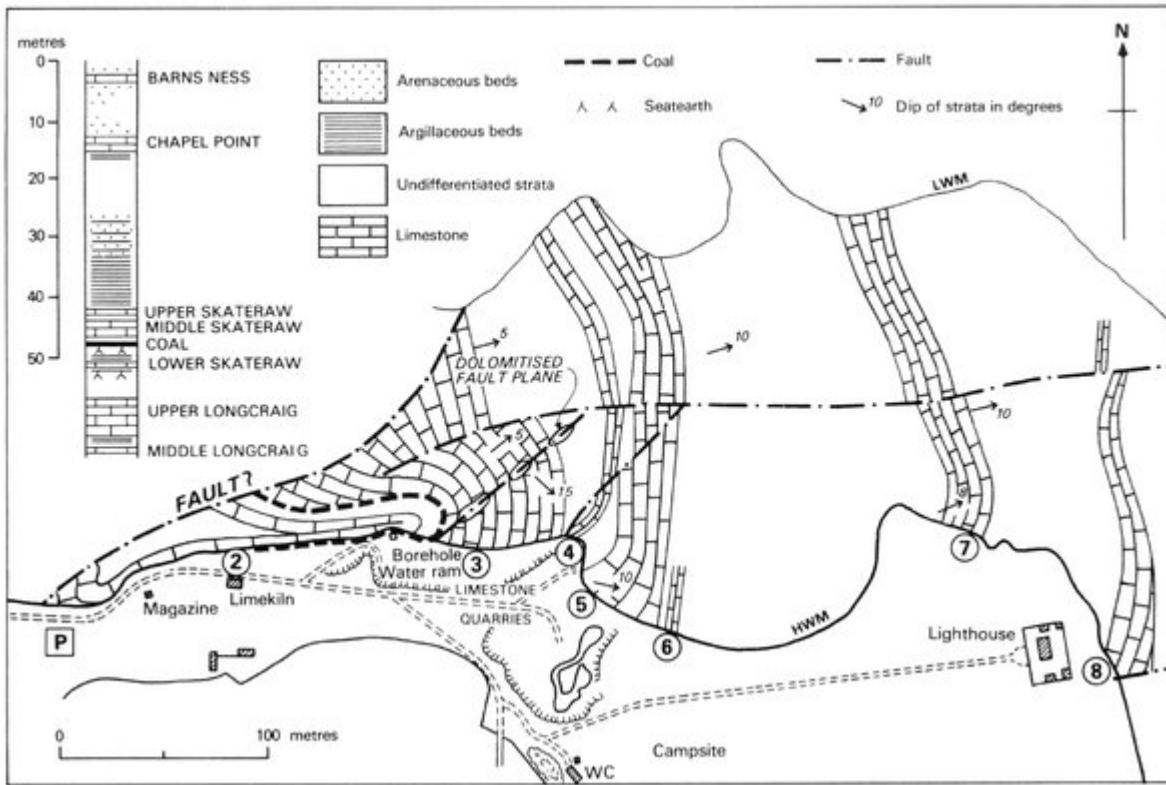 metres
0
10
20
30
40
50
BARNS NESS
CHAPEL POINT
UPPER SKATERAW
MIDDLE SKATERAW
COAL
LOWER SKATERAW
UPPER LONGCRAIG
MIDDLE LONGCRAIG
Arenaceous beds
Argillaceous beds
Undifferentiated strata
Limestone
Coal
Seatearth
Fault
10 Dip of strata in degrees
N
LWM
5
10
DOLOMITISED
FAULT PLANE
5
15
10
FAULT?
2
Borehole
Water ram
3
4
7
Magazine
Limekiln
LIMESTONE
10
5
QUARRIES
P
6
HWM
Lighthouse
8
0
100 metres
Campsite
WC